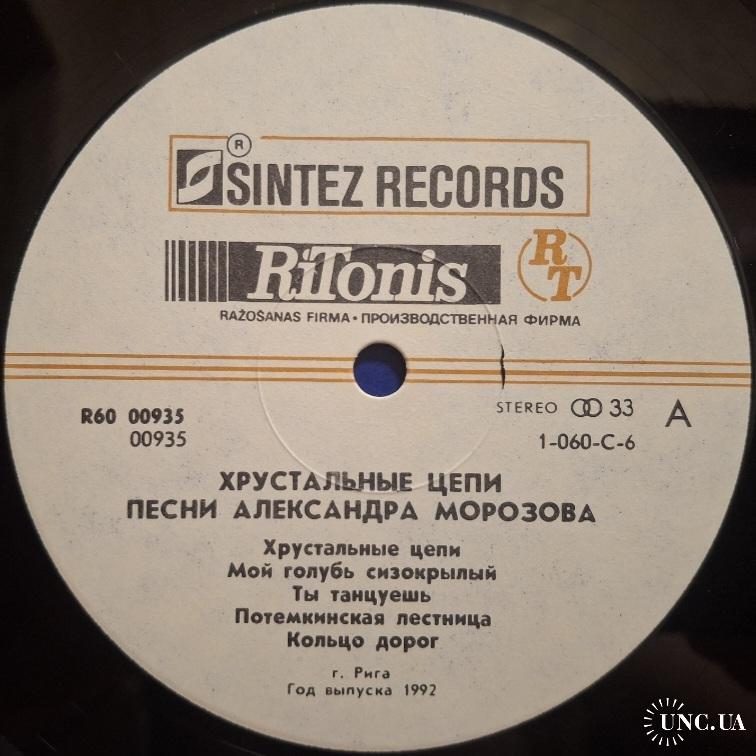 ®
SINTEZ RECORDS
RiTonis RT
RAŽOŠANAS FIRMA • ПРОИЗВОДСТВЕННАЯ ФИРМА
R60 00935
00935
STEREO 33 A
1-060-C-6
ХРУСТАЛЬНЫЕ ЦЕПИ
ПЕСНИ АЛЕКСАНДРА МОРОЗОВА
Хрустальные цепи
Мой голубь сизокрылый
Ты танцуешь
Потемкинская лестница
Кольцо дорог
г. Рига
Год выпуска 1992
UNC.UA